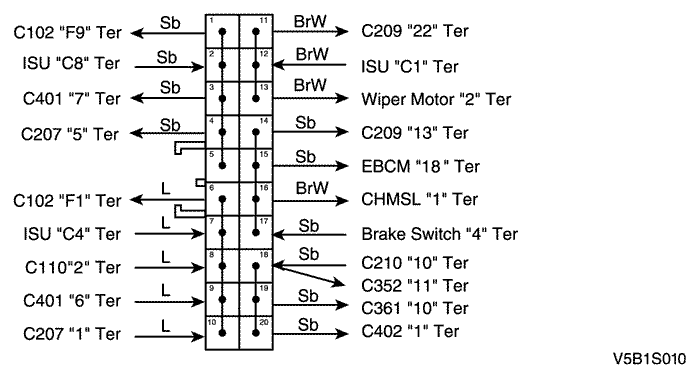 C102 "F9" Ter Sb 1 11 BrW C209 "22" Ter
ISU "C8" Ter Sb 2 12 BrW ISU "C1" Ter
C401 "7" Ter Sb 3 13 BrW Wiper Motor "2" Ter
C207 "5" Ter Sb 4 14 Sb C209 "13" Ter
5 15 Sb EBCM "18" Ter
C102 "F1" Ter L 6 16 BrW CHMSL "1" Ter
ISU "C4" Ter L 7 17 Sb Brake Switch "4" Ter
C110"2" Ter L 8 18 Sb C210 "10" Ter
C352 "11" Ter
C401 "6" Ter L 9 19 Sb C361 "10" Ter
C207 "1" Ter L 10 20 Sb C402 "1" Ter
V5B1S010